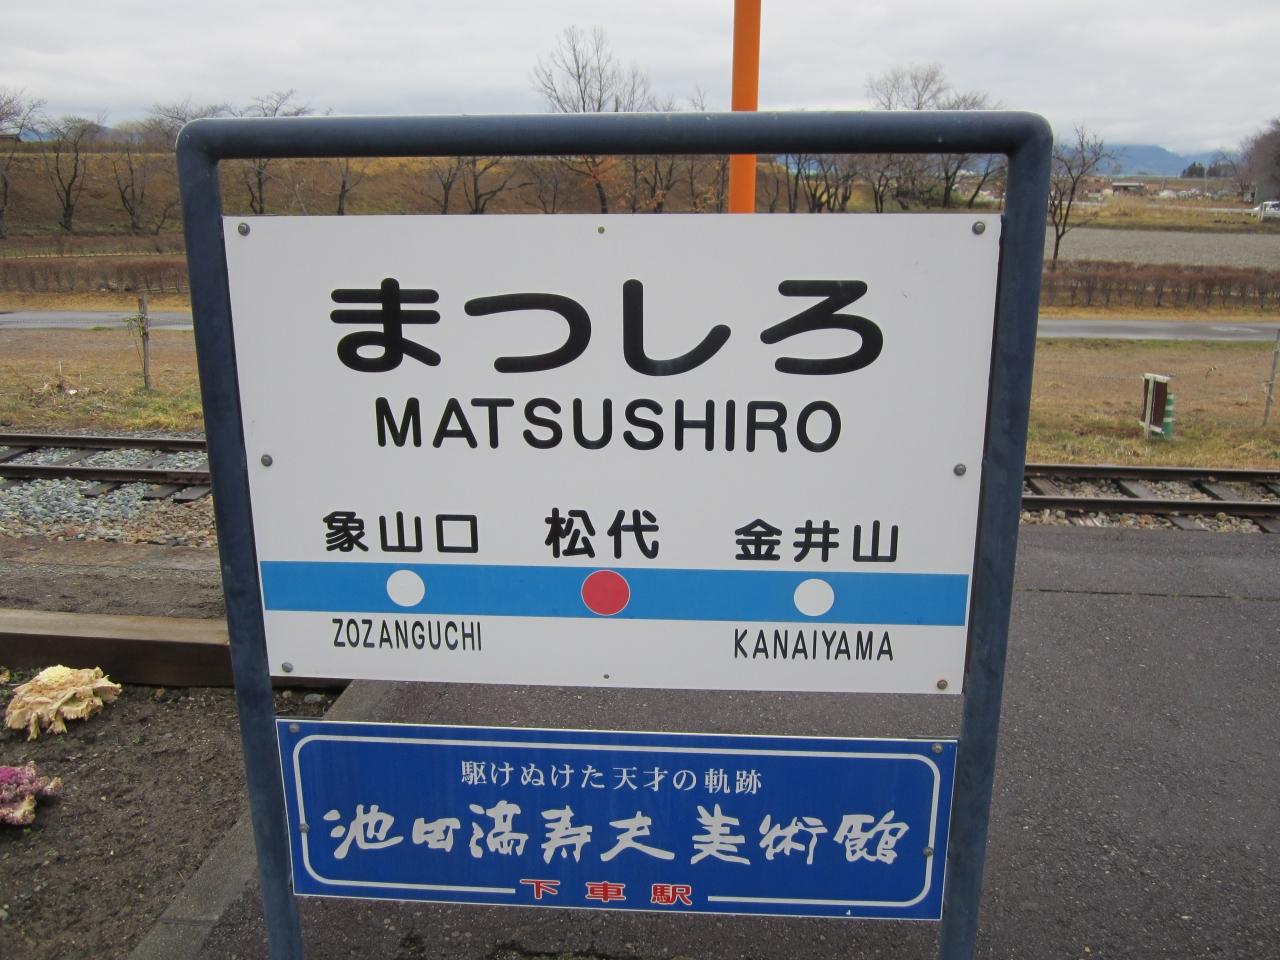 まつしろ
MATSUSHIRO
象山口 松代 金井山
ZOZANGUCHI KANAIYAMA
駆けぬけた天才の軌跡
池田満寿夫美術館
下車駅